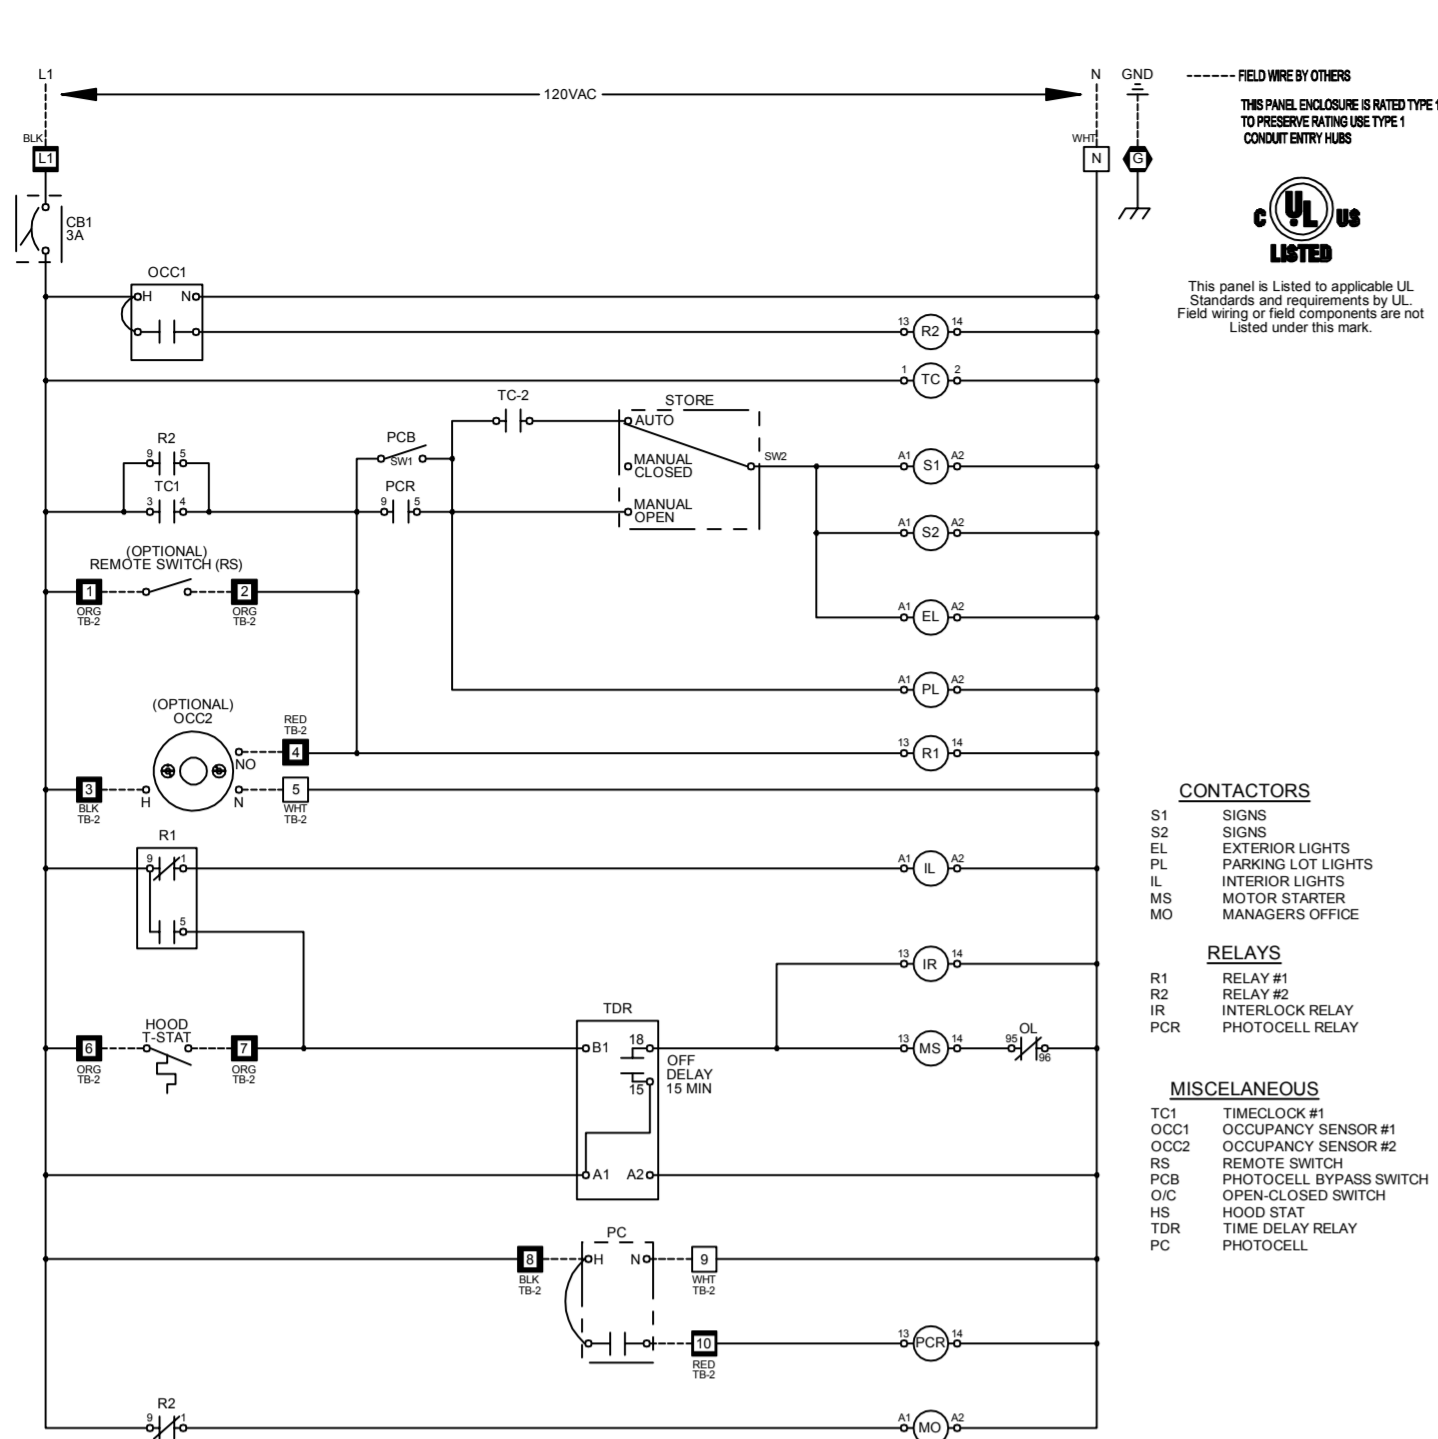 L1
120VAC
N
GND
FIELD WIRE BY OTHERS
THIS PANEL ENCLOSURE IS RATED TYPE 1
TO PRESERVE RATING USE TYPE 1
CONDUIT ENTRY HUBS
BLK
L1
WHT
N
G
CB1
3A
C UL US
LISTED
This panel is Listed to applicable UL
Standards and requirements by UL.
Field wiring or field components are not
Listed under this mark.
OCC1
H
N
13
R2
14
1
TC
2
TC-2
STORE
AUTO
MANUAL
CLOSED
MANUAL
OPEN
SW2
R2
9
5
TC1
3
4
PCB
SW1
PCR
9
5
A1
S1
A2
A1
S2
A2
(OPTIONAL)
REMOTE SWITCH (RS)
1
ORG
TB-2
2
ORG
TB-2
A1
EL
A2
A1
PL
A2
(OPTIONAL)
OCC2
RED
TB-2
4
NO
13
R1
14
3
BLK
TB-2
H
N
5
WHT
TB-2
R1
9
1
5
A1
IL
A2
13
IR
14
HOOD
T-STAT
6
ORG
TB-2
7
ORG
TB-2
TDR
B1
18
15
OFF
DELAY
15 MIN
A1
A2
13
MS
14
OL
95
96
PC
8
BLK
TB-2
H
N
9
WHT
TB-2
10
RED
TB-2
13
PCR
14
R2
9
1
A1
MO
A2
CONTACTORS
S1 SIGNS
S2 SIGNS
EL EXTERIOR LIGHTS
PL PARKING LOT LIGHTS
IL INTERIOR LIGHTS
MS MOTOR STARTER
MO MANAGERS OFFICE
RELAYS
R1 RELAY #1
R2 RELAY #2
IR INTERLOCK RELAY
PCR PHOTOCELL RELAY
MISCELANEOUS
TC1 TIMECLOCK #1
OCC1 OCCUPANCY SENSOR #1
OCC2 OCCUPANCY SENSOR #2
RS REMOTE SWITCH
PCB PHOTOCELL BYPASS SWITCH
O/C OPEN-CLOSED SWITCH
HS HOOD STAT
TDR TIME DELAY RELAY
PC PHOTOCELL